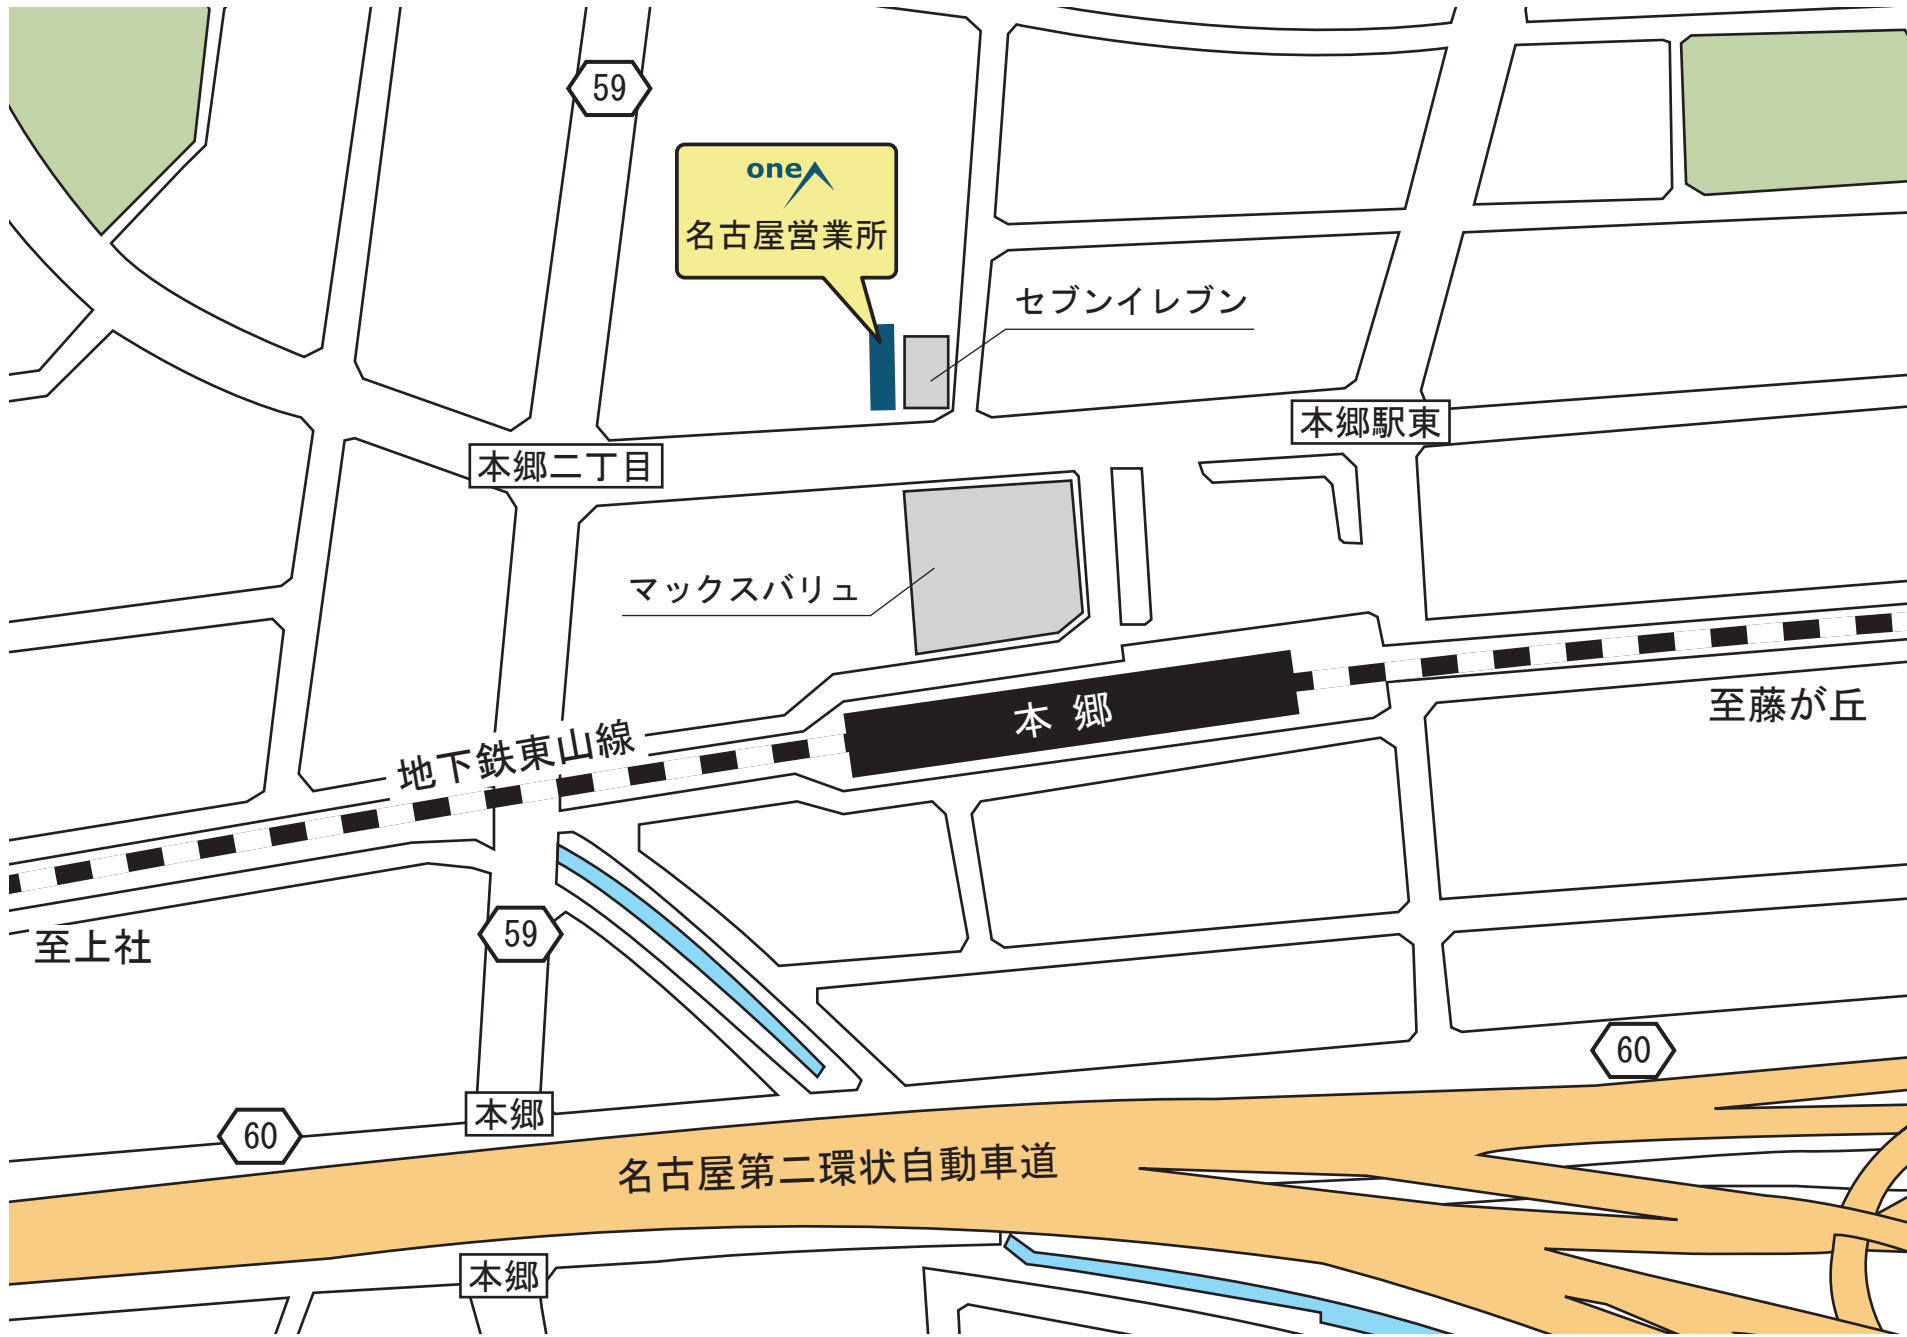 59
one
名古屋営業所
セブンイレブン
本郷駅東
本郷二丁目
マックスバリュ
本郷
至藤が丘
地下鉄東山線
59
至上社
60
本郷
60
名古屋第二環状自動車道
本郷